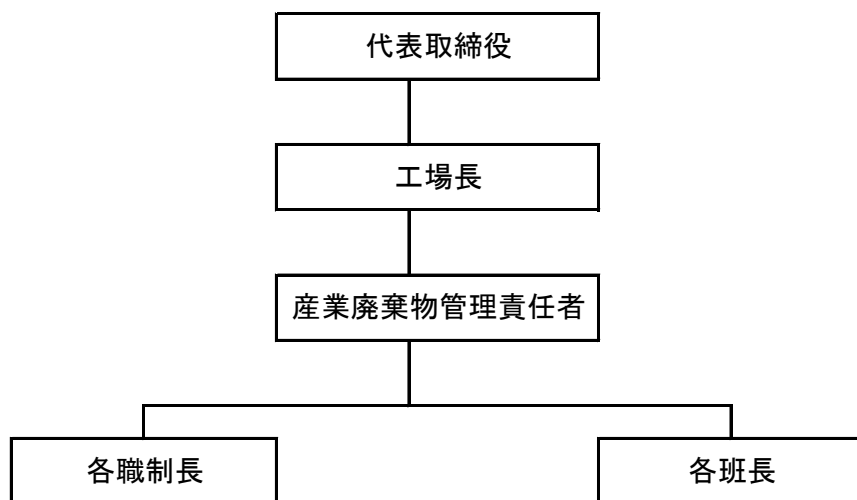 代表取締役
工場長
産業廃棄物管理責任者
各職制長
各班長